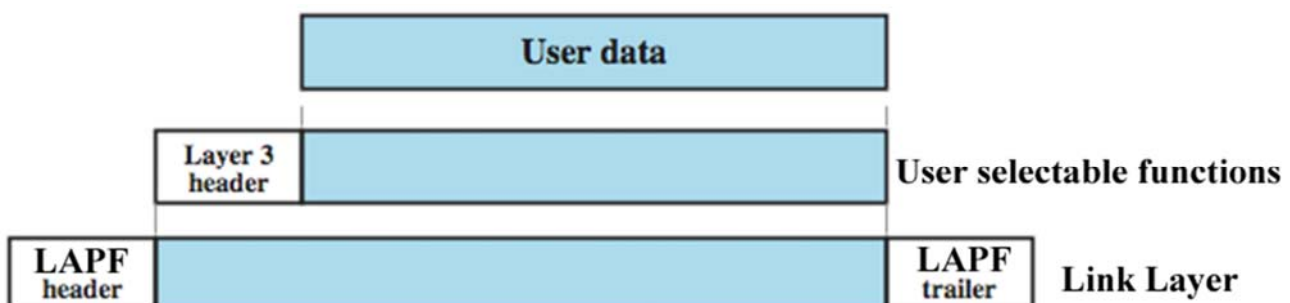 User data
Layer 3
header
User selectable functions
LAPF
header
LAPF
trailer
Link Layer